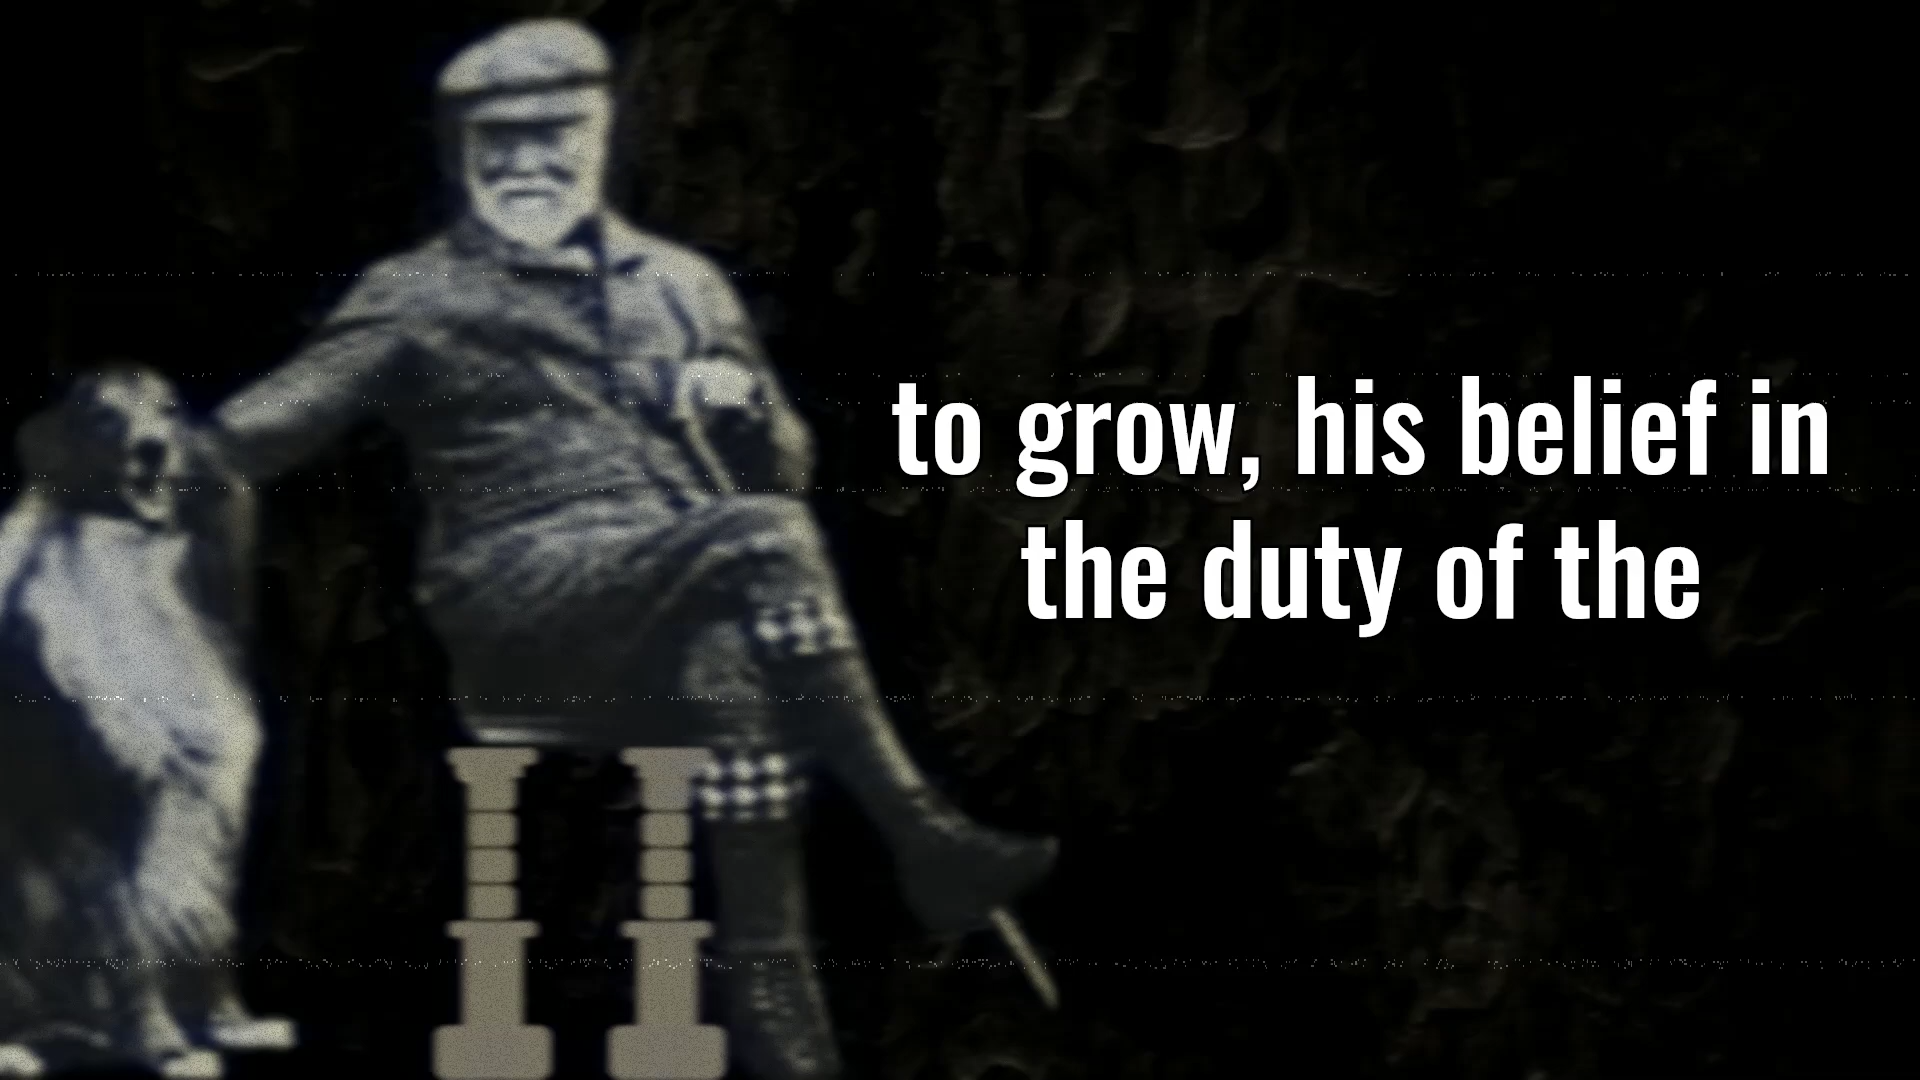 to grow, his belief in
the duty of the